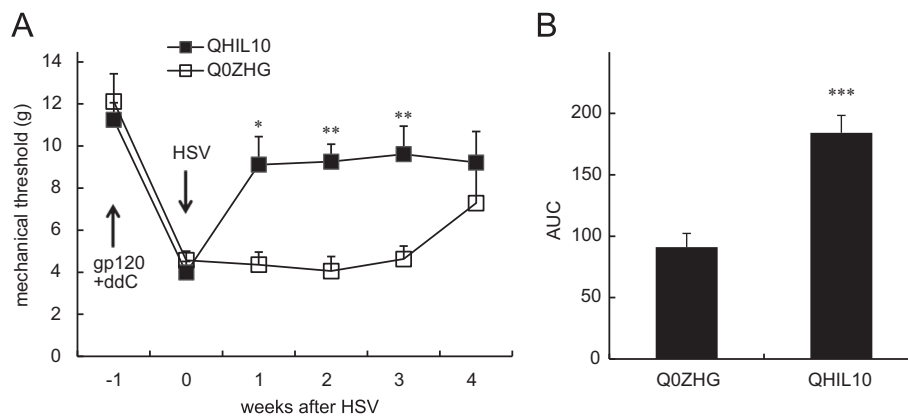 A
QHIL10
Q0ZHG
mechanical threshold (g)
14
12
10
8
6
4
2
0
HSV
gp120
+ddC
*
**
**
-1
0
1
2
3
4
weeks after HSV
B
AUC
200
150
100
50
0
***
Q0ZHG
QHIL10